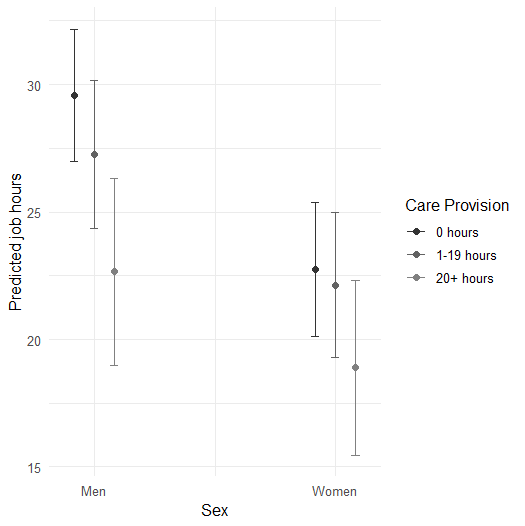 Predicted job hours
30
25
20
15
Men
Women
Sex
Care Provision
0 hours
1-19 hours
20+ hours